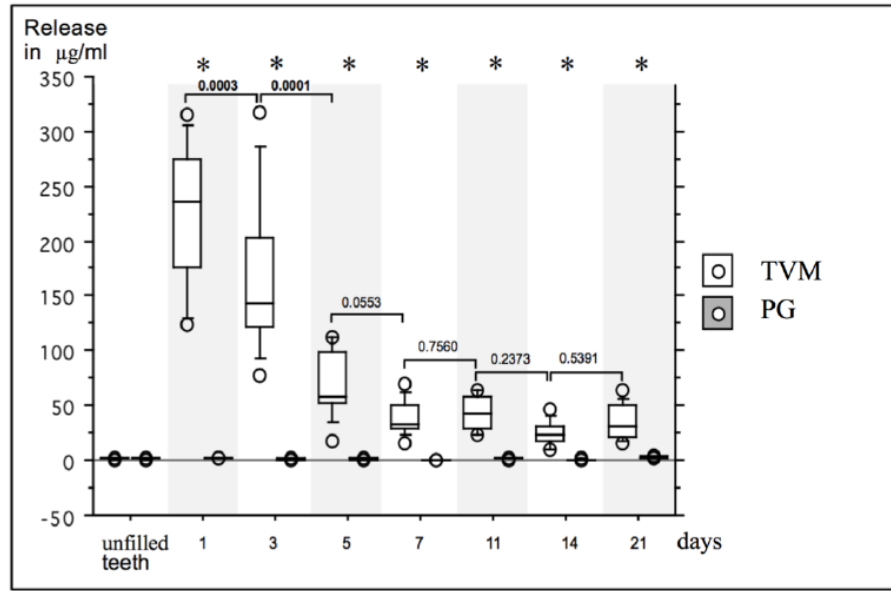 Release
in µg/ml
* * * * * * *
350
0.0003 0.0001
300
250
200
150
0.0553
100
0.7560 0.2373 .5391
50
0
-50
TVM
PG
unfilled 1 3 5 7 11 14 21 days
teeth